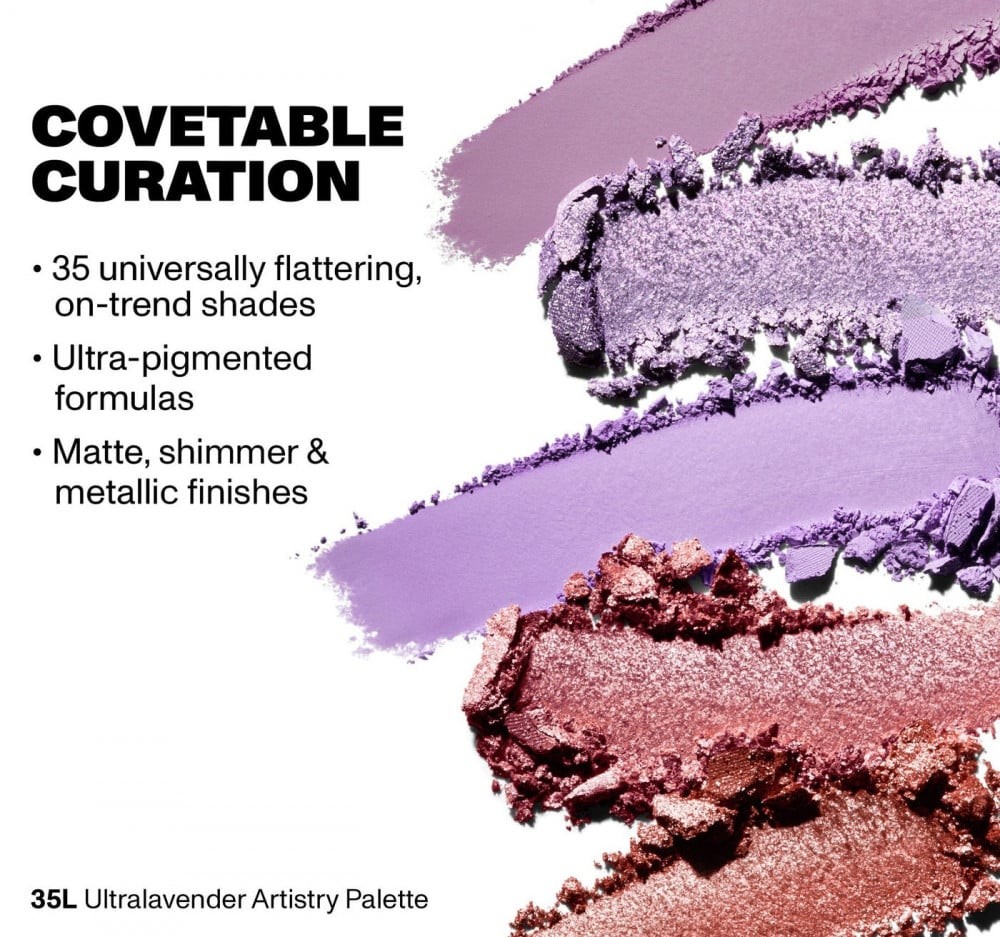 COVETABLE
CURATION
• 35 universally flattering,
on-trend shades
• Ultra-pigmented
formulas
• Matte, shimmer &
metallic finishes
35L Ultralavender Artistry Palette